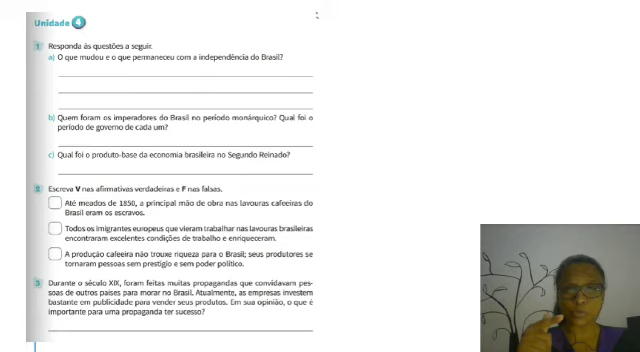 Unidade 4
1 Responda às questões a seguir.
a) O que mudou e o que permaneceu com a independência do Brasil?
b) Quem foram os imperadores do Brasil no período monárquico? Qual foi o
período de governo de cada um?
c) Qual foi o produto-base da economia brasileira no Segundo Reinado?
2 Escreva V nas afirmativas verdadeiras e F nas falsas.
Até meados de 1850, a principal mão de obra nas lavouras cafeeiras do
Brasil eram os escravos.
Todos os imigrantes europeus que vieram trabalhar nas lavouras brasileiras
encontraram excelentes condições de trabalho e enriqueceram.
A produção cafeeira não trouxe riqueza para o Brasil; seus produtores se
tornaram pessoas sem prestígio e sem poder político.
3 Durante o século XIX, foram feitas muitas propagandas que convidavam pes-
soas de outros países para morar no Brasil. Atualmente, as empresas investem
bastante em publicidade para vender seus produtos. Em sua opinião, o que é
importante para uma propaganda ter sucesso?